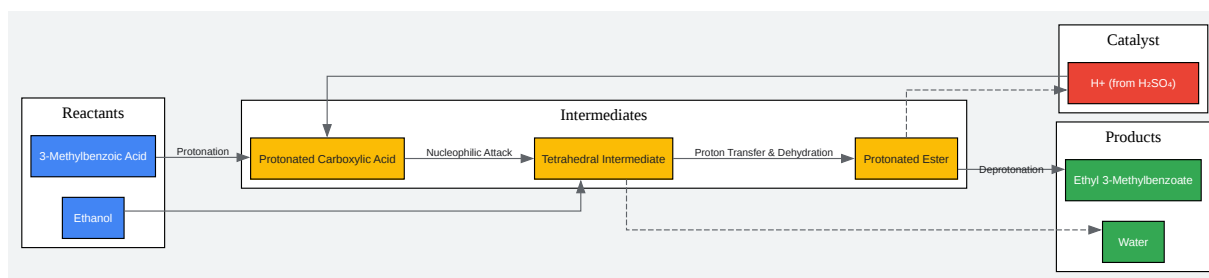 Catalyst
H+ (from H₂SO₄)
Reactants
3-Methylbenzoic Acid
Protonation
Ethanol
Intermediates
Protonated Carboxylic Acid
Nucleophilic Attack
Tetrahedral Intermediate
Proton Transfer & Dehydration
Protonated Ester
Deprotonation
Products
Ethyl 3-Methylbenzoate
Water